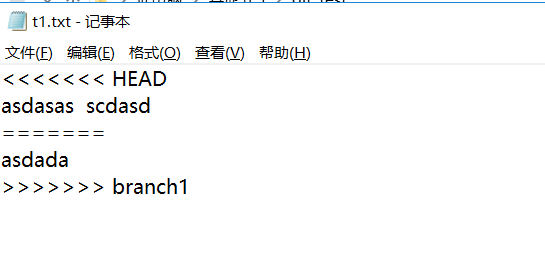 t1.txt - 记事本
文件(F) 编辑(E) 格式(O) 查看(V) 帮助(H)
<<<<<<< HEAD
asdasas  scdasd
=======
asdada
>>>>>>> branch1